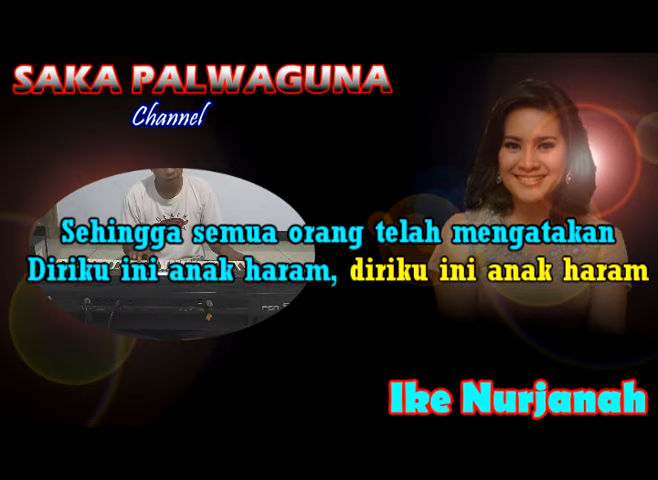 SAKA PALWAGUNA
Channel
Sehingga semua orang telah mengatakan
Diriku ini anak haram, diriku ini anak haram
Ike Nurjanah